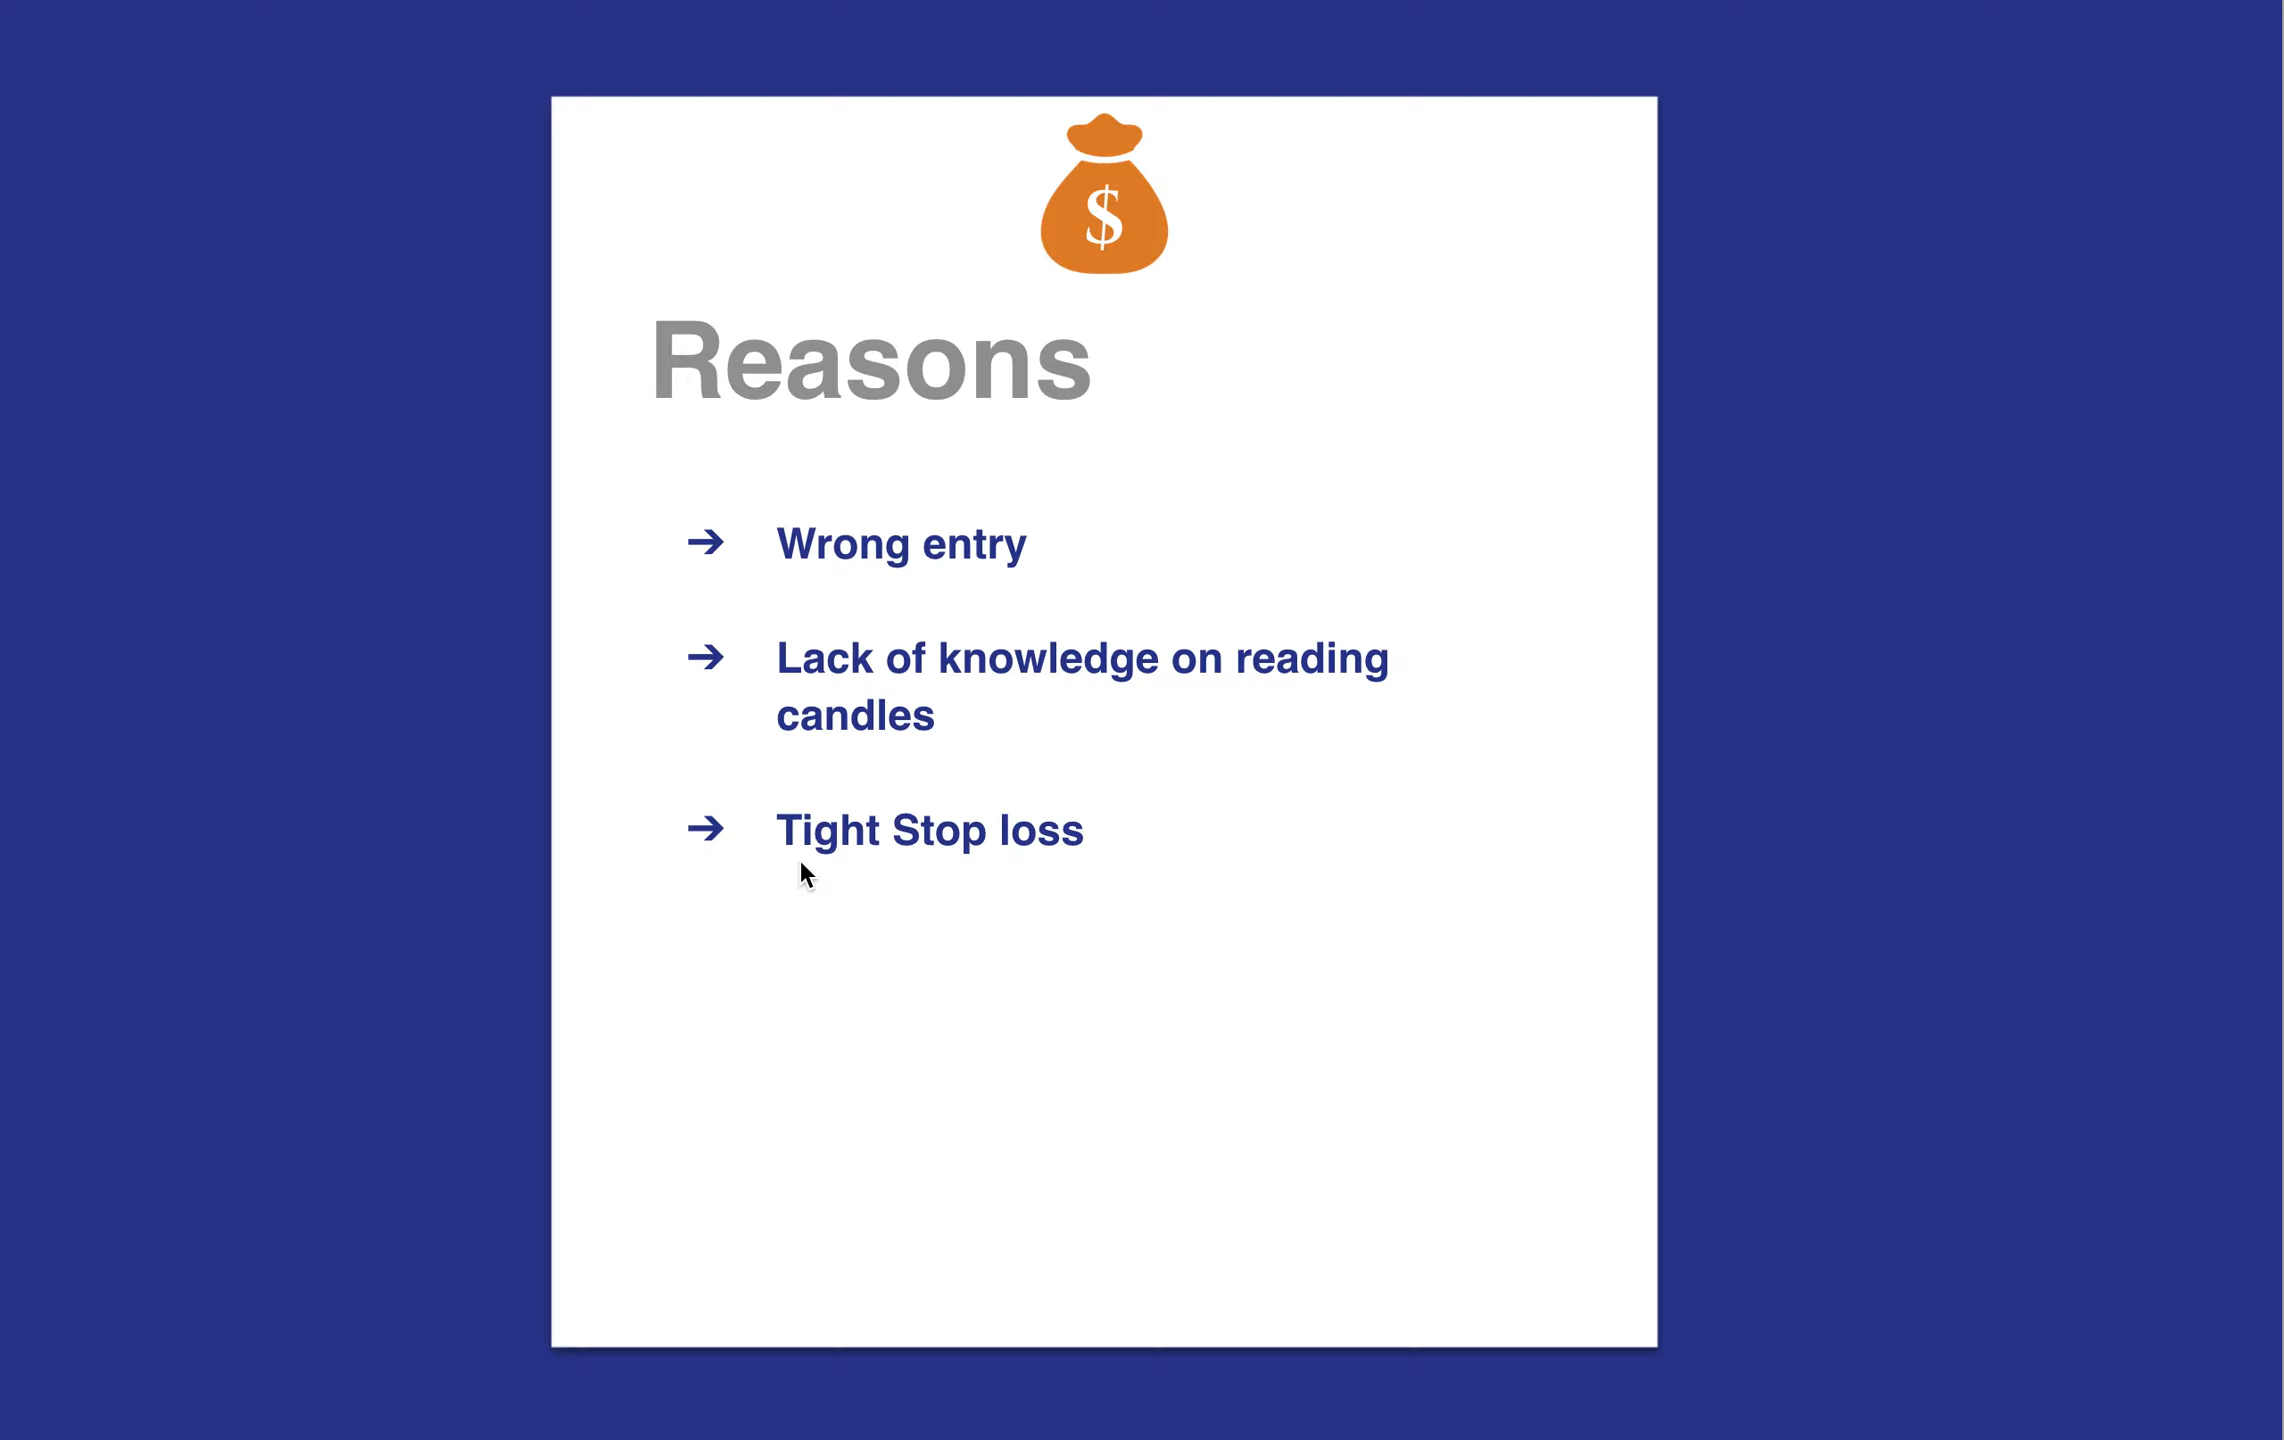 $
Reasons
➔ Wrong entry
➔ Lack of knowledge on reading
candles
➔ Tight Stop loss